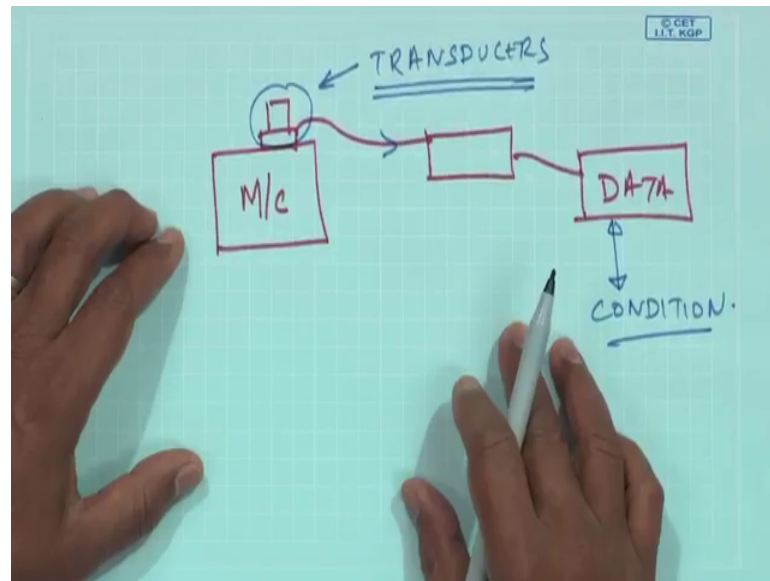 © CET
I.I.T. KGP
TRANSDUCERS
M/C
DATA
CONDITION.